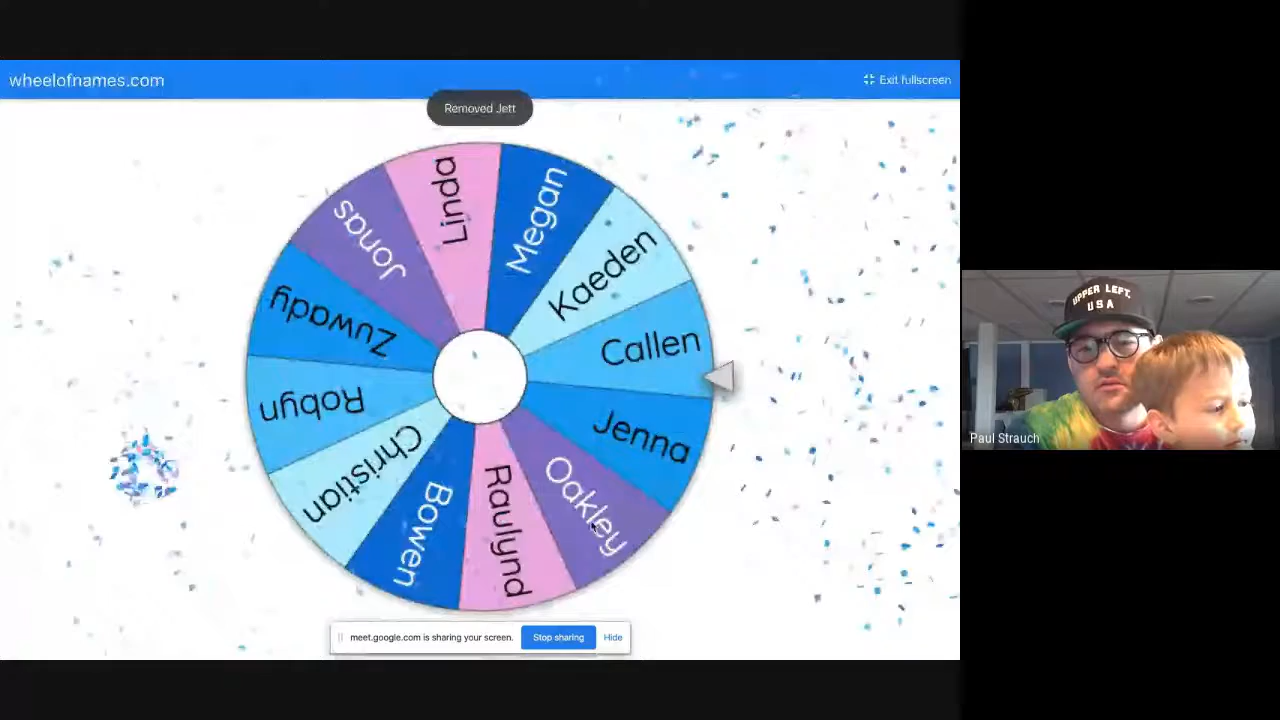 wheelofnames.com
Exit fullscreen
Removed Jett
Linda
Megan
Kaeden
Callen
Jenna
Oakley
Raulynd
Bowen
Christian
Robyn
Zuwady
Jonas
UPPER LEFT,
USA
Paul Strauch
meet.google.com is sharing your screen.
Stop sharing
Hide